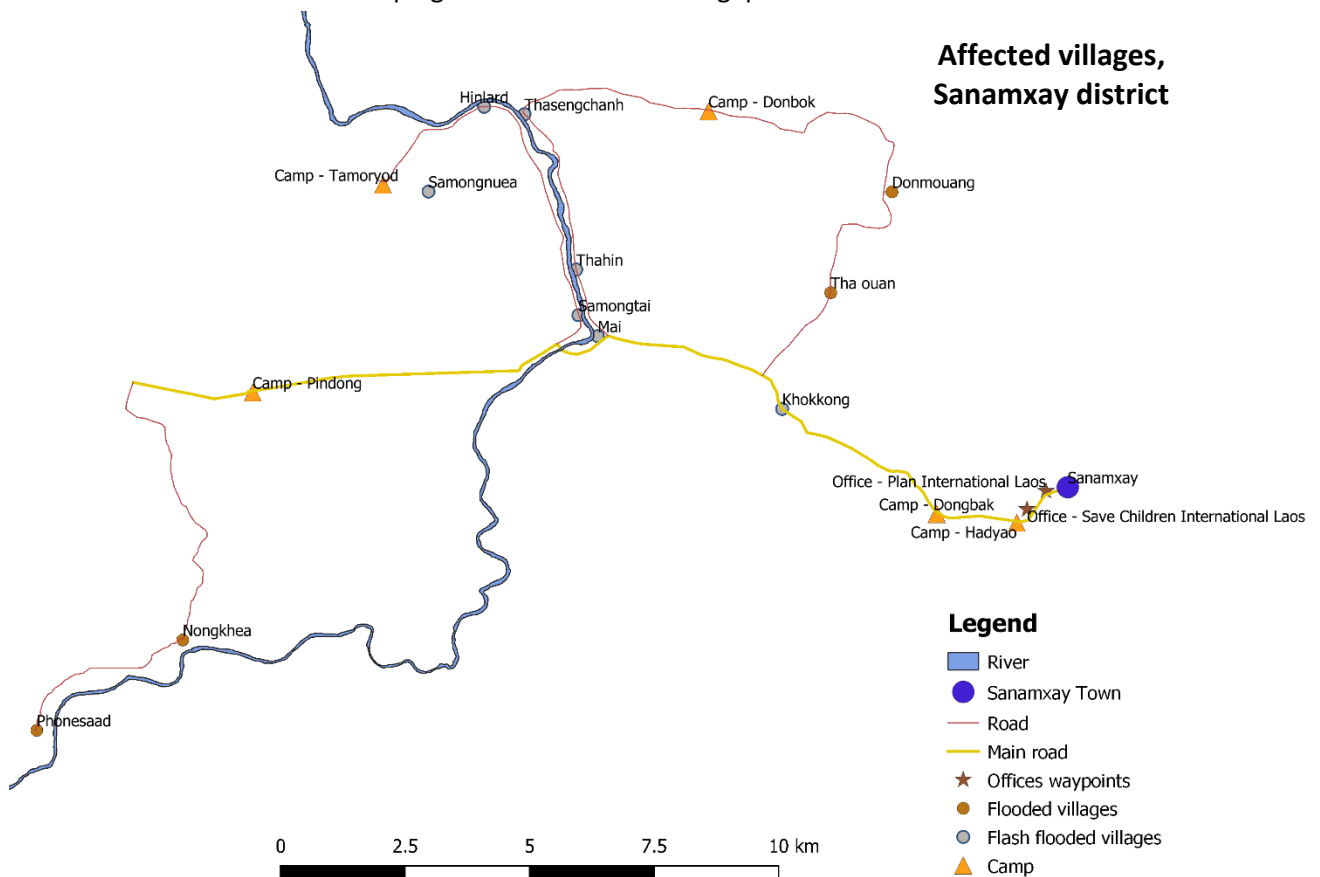 Affected villages,
Sanamxay district
Hinlard
Thasengchanh
Camp - Donbok
Camp - Tamoryod
Samongnuea
Donmouang
Thahin
Tha ouan
Samongtai
Mai
Camp - Pindong
Khokkong
Office - Plan International Laos
Sanamxay
Camp - Dongbak
Office - Save Children International Laos
Camp - Hadyao
Nongkhea
Phonesaad
Legend
River
Sanamxay Town
Road
Main road
Offices waypoints
Flooded villages
Flash flooded villages
Camp
0 2.5 5 7.5 10 km